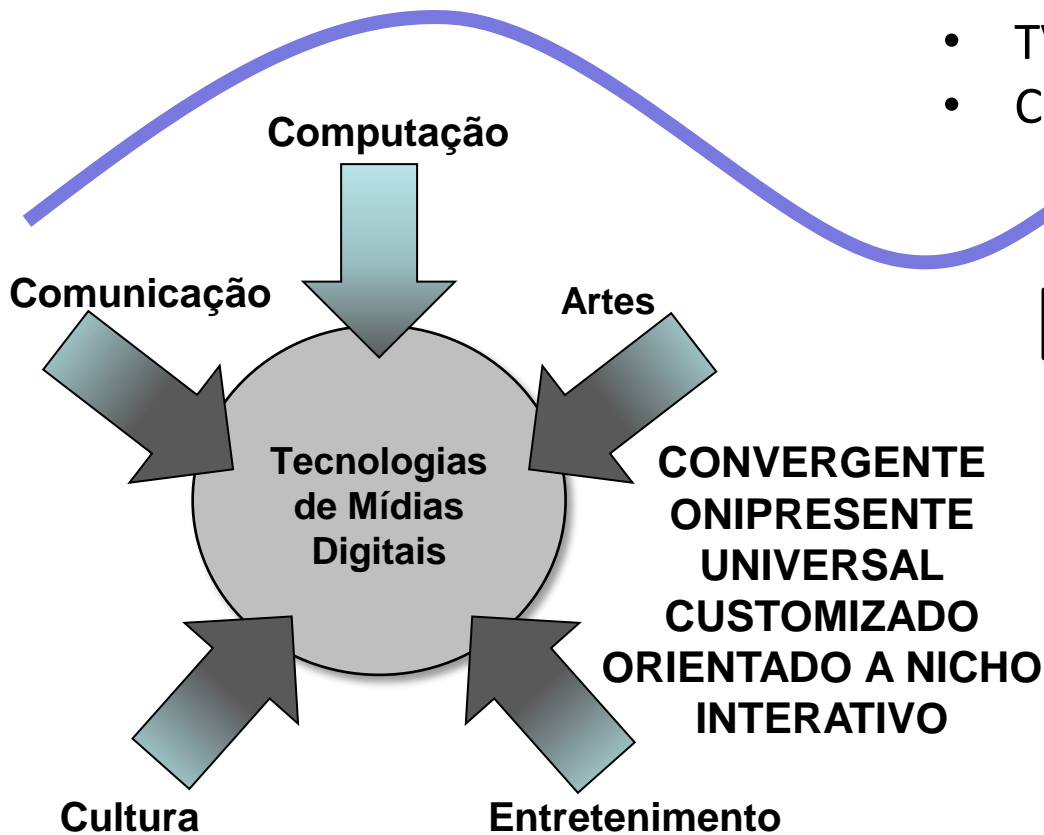 Computação
Comunicação
Artes
Tecnologias
de Mídias
Digitais
CONVERGENTE
ONIPRESENTE
UNIVERSAL
CUSTOMIZADO
ORIENTADO A NICHO
INTERATIVO
Cultura
Entretenimento